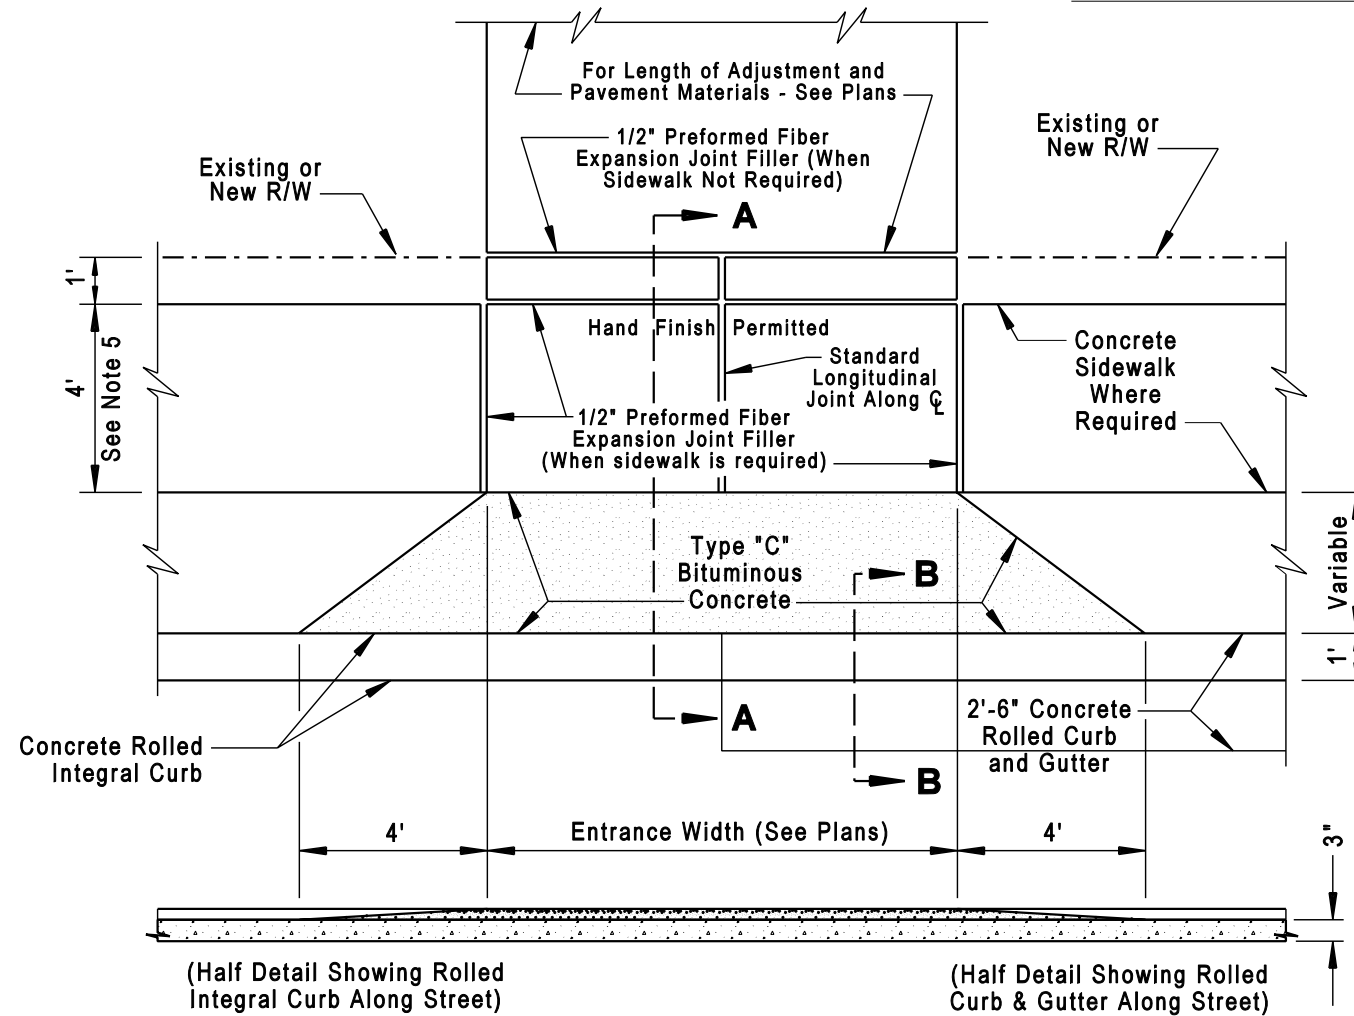 For Length of Adjustment and
Pavement Materials - See Plans
1/2" Preformed Fiber
Expansion Joint Filler (When
Sidewalk Not Required)
Existing or
New R/W
Existing or
New R/W
A
1'
4'
See Note 5
Hand Finish Permitted
Standard
Longitudinal
Joint Along ℄
Concrete
Sidewalk
Where
Required
1/2" Preformed Fiber
Expansion Joint Filler
(When sidewalk is required)
Type "C"
Bituminous
Concrete
B
Variable
1'
A
2'-6" Concrete
Rolled Curb
and Gutter
Concrete Rolled
Integral Curb
B
4'
Entrance Width (See Plans)
4'
3"
(Half Detail Showing Rolled
Integral Curb Along Street)
(Half Detail Showing Rolled
Curb & Gutter Along Street)